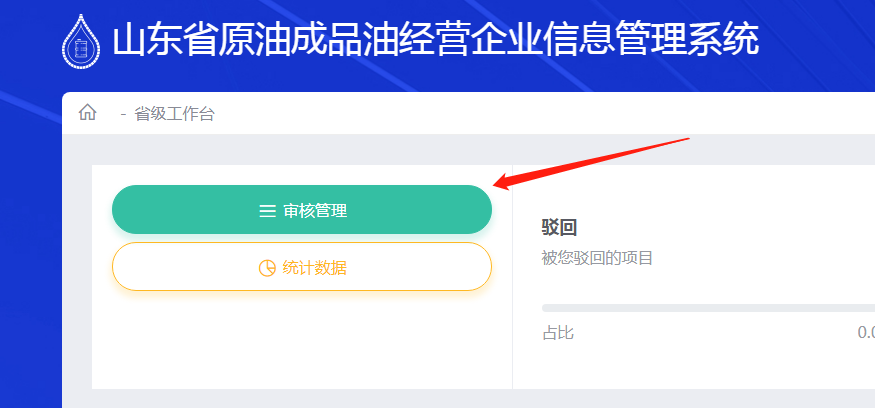 山东省原油成品油经营企业信息管理系统
- 省级工作台
审核管理
统计数据
驳回
被您驳回的项目
占比
0.0